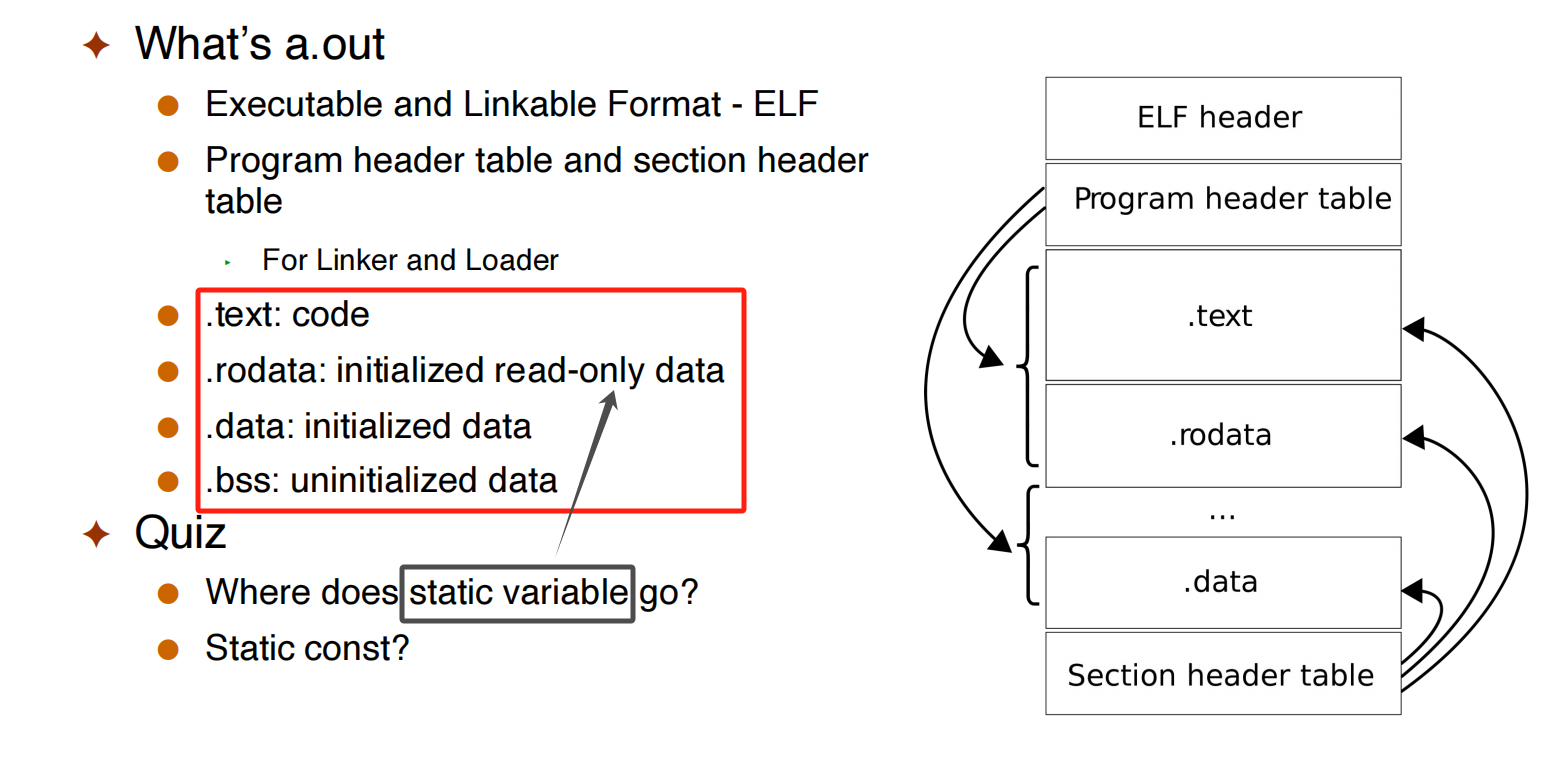 What's a.out
Executable and Linkable Format - ELF
Program header table and section header
table
For Linker and Loader
.text: code
.rodata: initialized read-only data
.data: initialized data
.bss: uninitialized data
Quiz
Where does static variable go?
Static const?
ELF header
Program header table
.text
.rodata
...
.data
Section header table